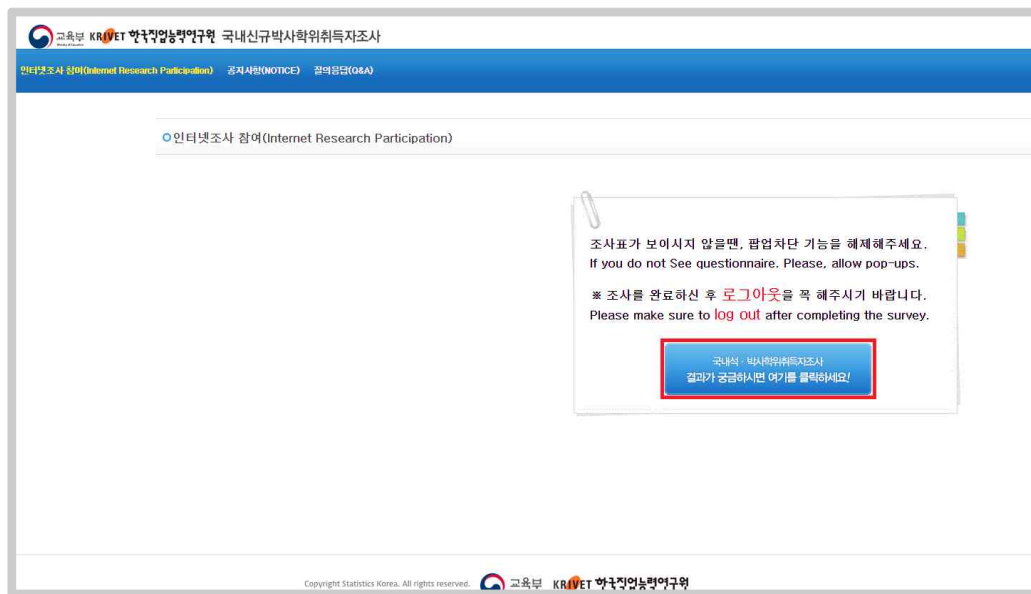 교육부 KRIVET 한국직업능력연구원 국내신규박사학위취득자조사
인터넷조사 참여(Internet Research Participation) 공지사항(NOTICE) 질의응답(Q&A)
인터넷조사 참여(Internet Research Participation)
조사표가 보이시지 않을땐, 팝업차단 기능을 해제해주세요.
If you do not See questionnaire. Please, allow pop-ups.
※ 조사를 완료하신 후 로그아웃을 꼭 해주시기 바랍니다.
Please make sure to log out after completing the survey.
국내석·박사학위취득자조사
결과가 궁금하시면 여기를 클릭하세요!
Copyright Statistics Korea. All rights reserved. 교육부 KRIVET 한국직업능력연구원